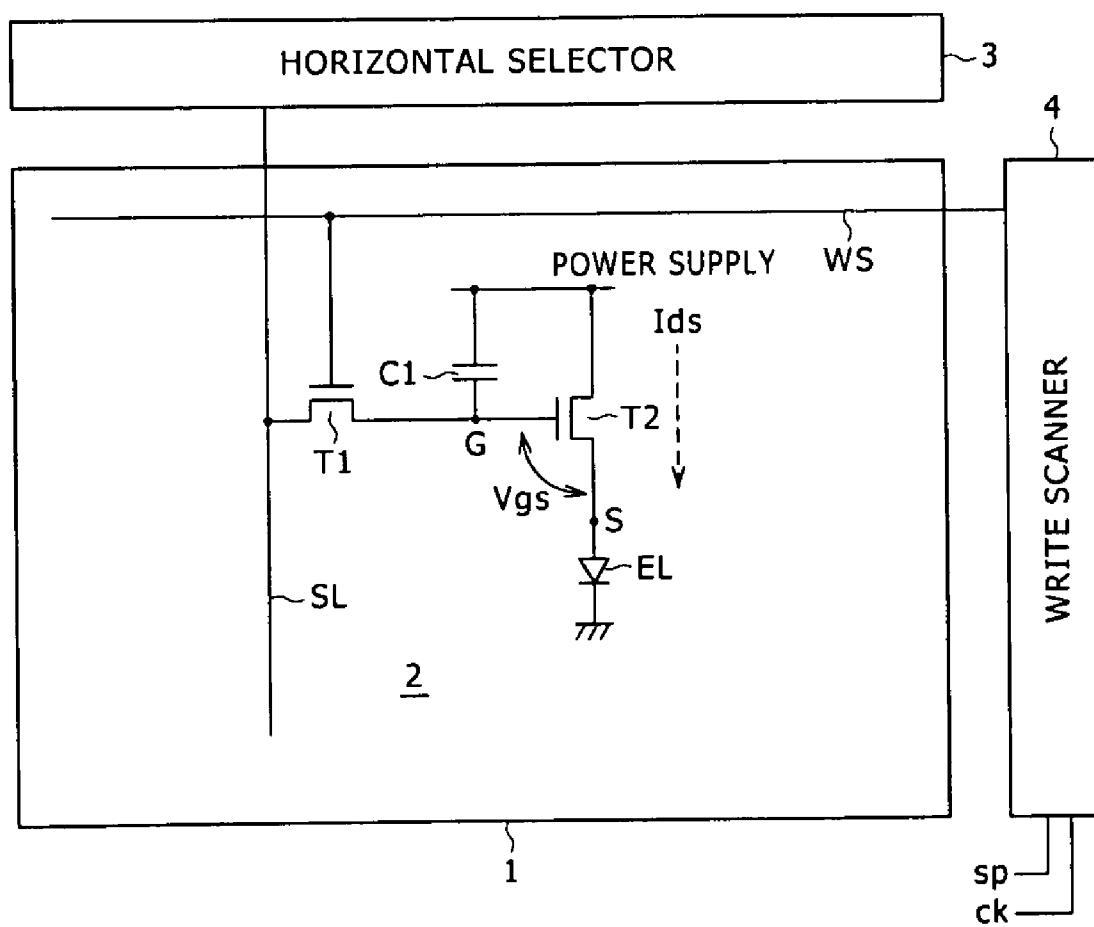 HORIZONTAL SELECTOR
3
4
WS
POWER SUPPLY
Ids
C1
T2
T1
G
Vgs
S
EL
SL
2
WRITE SCANNER
1
sp
ck